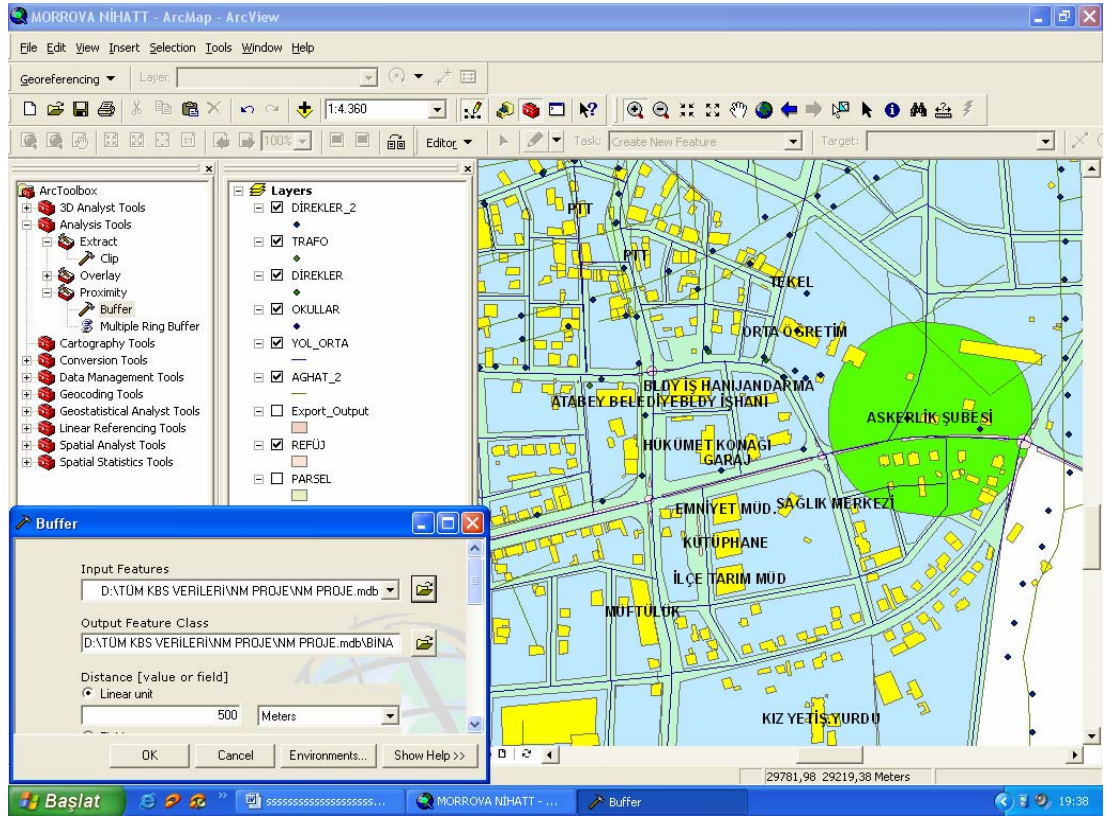 MORROVA NİHATT - ArcMap - ArcView
File Edit View Insert Selection Tools Window Help
Georeferencing Layer:
1:4.360
100% Editor Task: Create New Feature Target:
ArcToolbox
3D Analyst Tools
Analysis Tools
Extract
Clip
Overlay
Proximity
Buffer
Multiple Ring Buffer
Cartography Tools
Conversion Tools
Data Management Tools
Geocoding Tools
Geostatistical Analyst Tools
Linear Referencing Tools
Spatial Analyst Tools
Spatial Statistics Tools
Layers
DİREKLER_2
TRAFO
DİREKLER
OKULLAR
YOL_ORTA
AGHAT_2
Export_Output
REFÜJ
PARSEL
PTT
PTT
TEKEL
ORTA ÖĞRETİM
BLDY İŞ HANIJANDARMA
ATABEY BELEDİYEBLDY İŞHANI
ASKERLİK ŞUBESİ
HÜKÜMET KONAĞI
GARAJ
EMNİYET MÜD.
SAĞLIK MERKEZİ
KÜTÜPHANE
İLÇE TARIM MÜD
MÜFTÜLÜK
KIZ YETİŞ.YURDU
Buffer
Input Features
D:\TÜM KBS VERİLERİ\NM PROJE\NM PROJE.mdb
Output Feature Class
D:\TÜM KBS VERİLERİ\NM PROJE\NM PROJE.mdb\BİNA
Distance [value or field]
Linear unit
500 Meters
OK Cancel Environments... Show Help >>
29781,98 29219,38 Meters
Başlat ssssssssssssssssssss... MORROVA NİHATT - ... Buffer 19:38